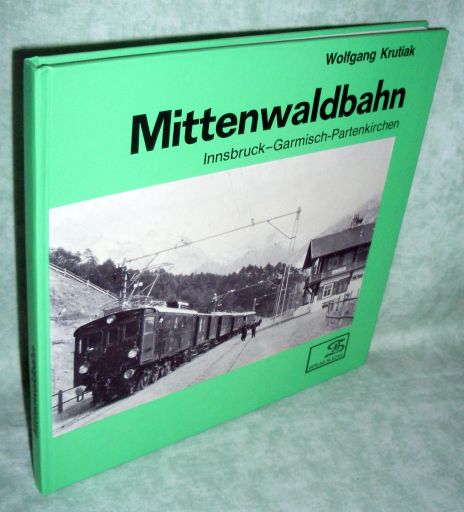 Wolfgang Krutiak
Mittenwaldbahn
Innsbruck–Garmisch-Partenkirchen